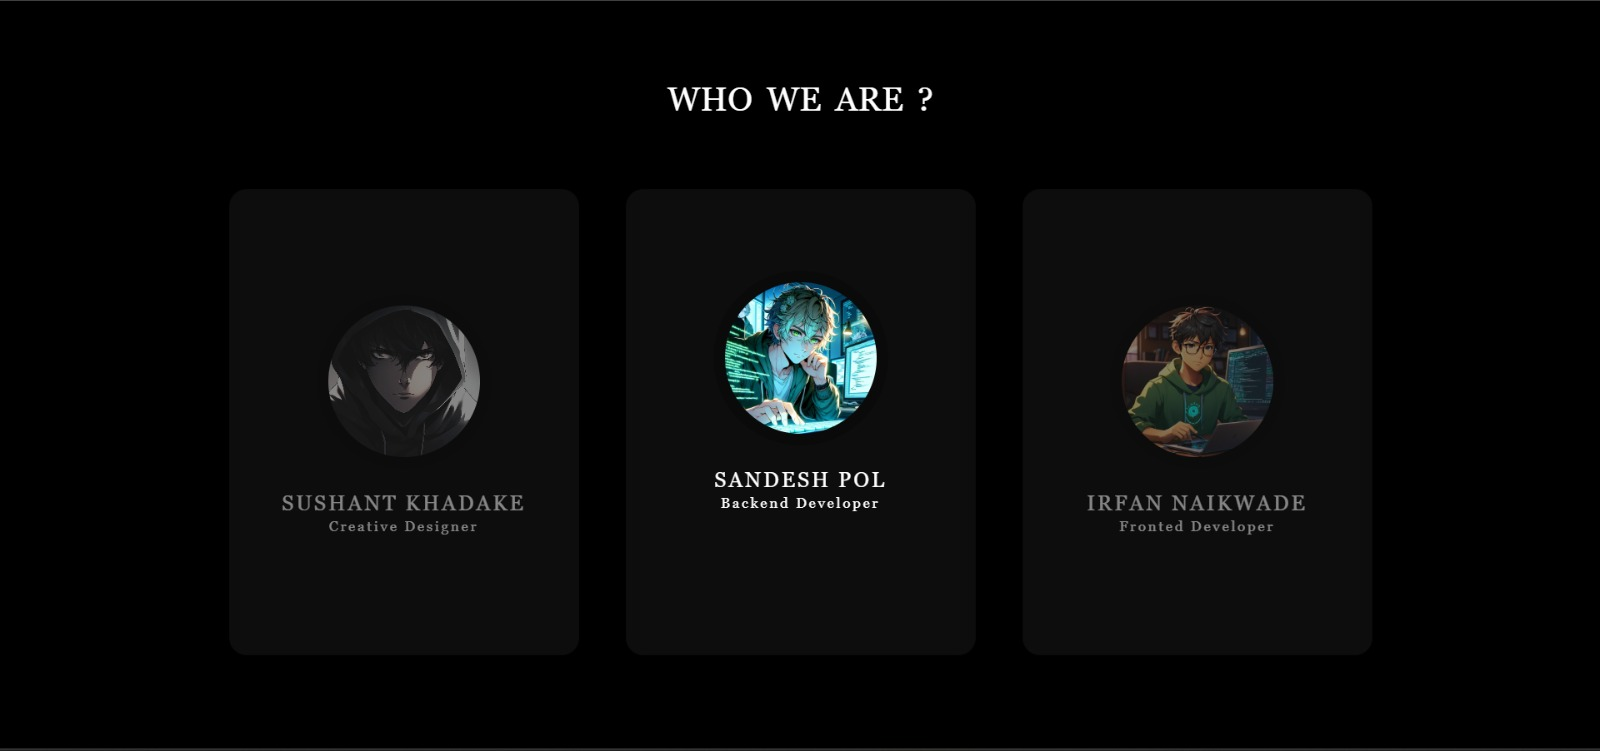 WHO WE ARE ?
SUSHANT KHADAKE
Creative Designer
SANDESH POL
Backend Developer
IRFAN NAIKWADE
Fronted Developer